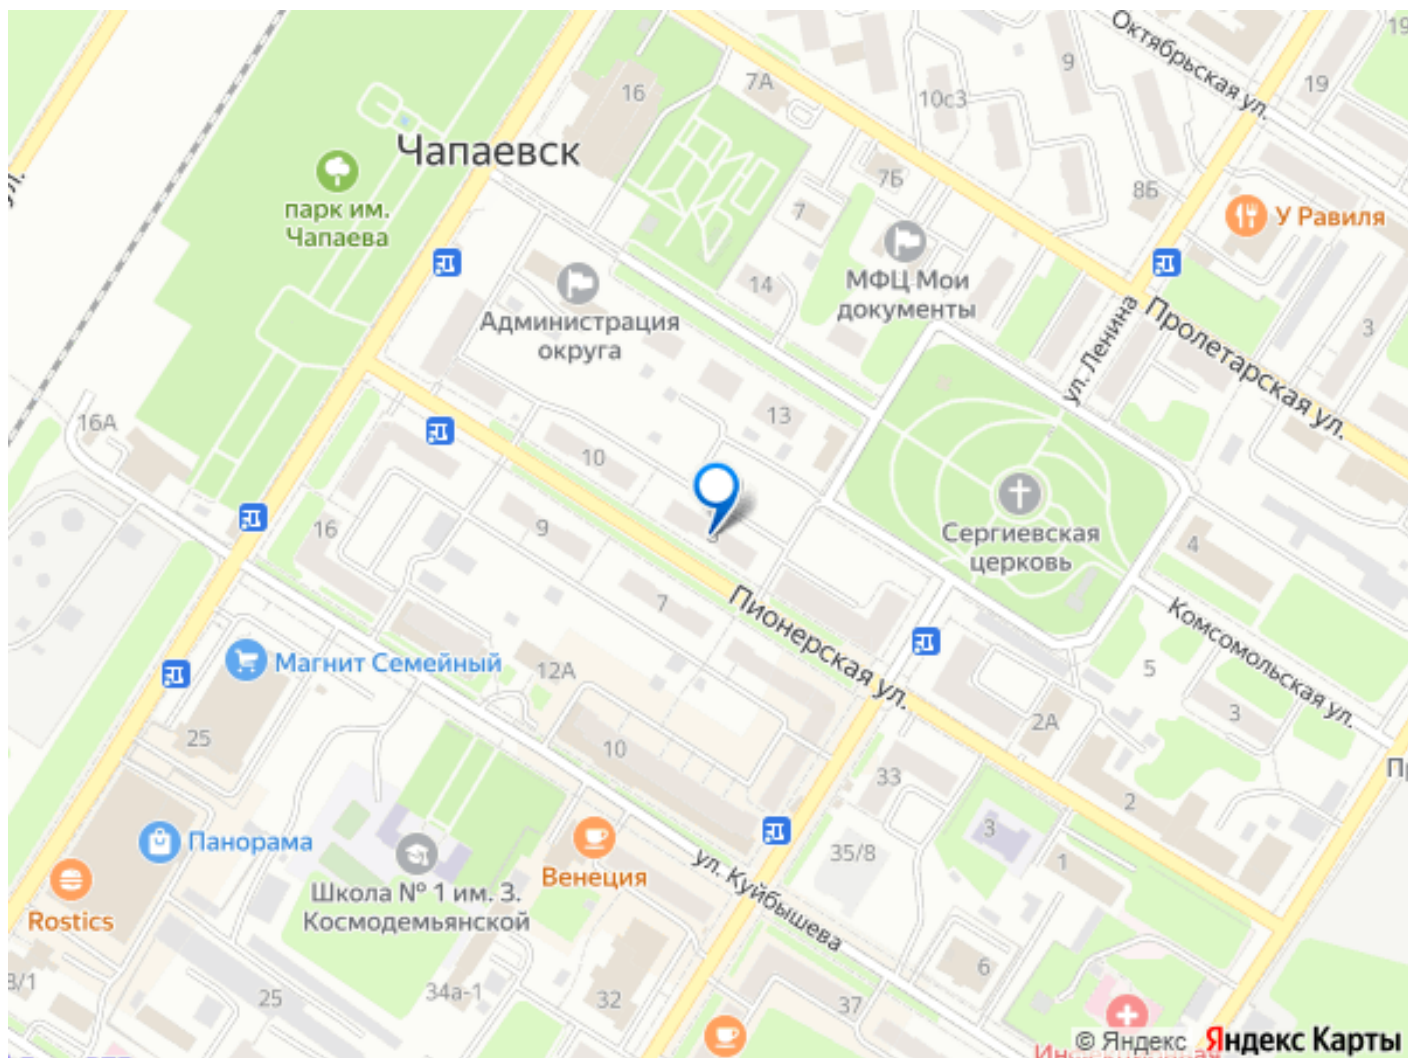 Октябрьская ул.
19
9
19
16
7А
10с3
Чапаевск
7Б
8Б
парк им.
Чапаева
7
У Равиля
14
МФЦ Мои
документы
Администрация
округа
ул. Ленина
Пролетарская ул.
3
16А
13
10
16
9
Сергиевская
церковь
4
7
Пионерская ул.
Комсомольская ул.
Магнит Семейный
12А
5
3
2А
25
10
33
2
Панорама
3
35/8
1
Школа № 1 им. З.
Космодемьянской
Венеция
ул. Куйбышева
Rostics
6
3/1
25
34а-1
32
37
© Яндекс
Яндекс Карты